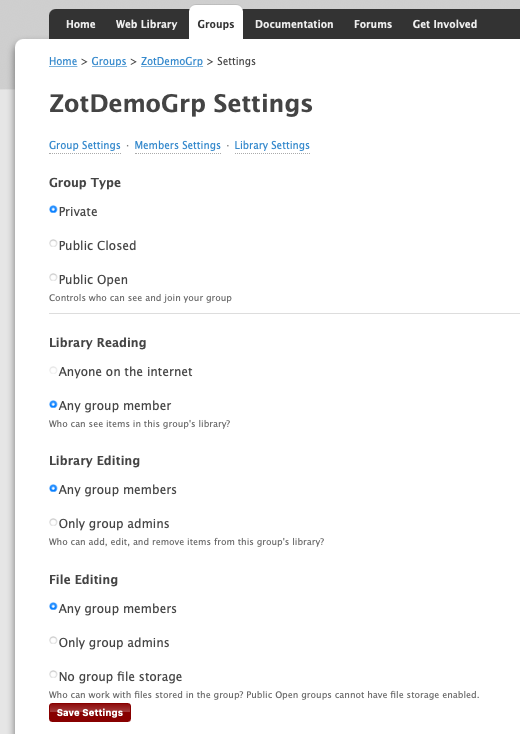 Home Web Library Groups Documentation Forums Get Involved
Home > Groups > ZotDemoGrp > Settings
ZotDemoGrp Settings
Group Settings · Members Settings · Library Settings
Group Type
Private
Public Closed
Public Open
Controls who can see and join your group
Library Reading
Anyone on the internet
Any group member
Who can see items in this group's library?
Library Editing
Any group members
Only group admins
Who can add, edit, and remove items from this group's library?
File Editing
Any group members
Only group admins
No group file storage
Who can work with files stored in the group? Public Open groups cannot have file storage enabled.
Save Settings